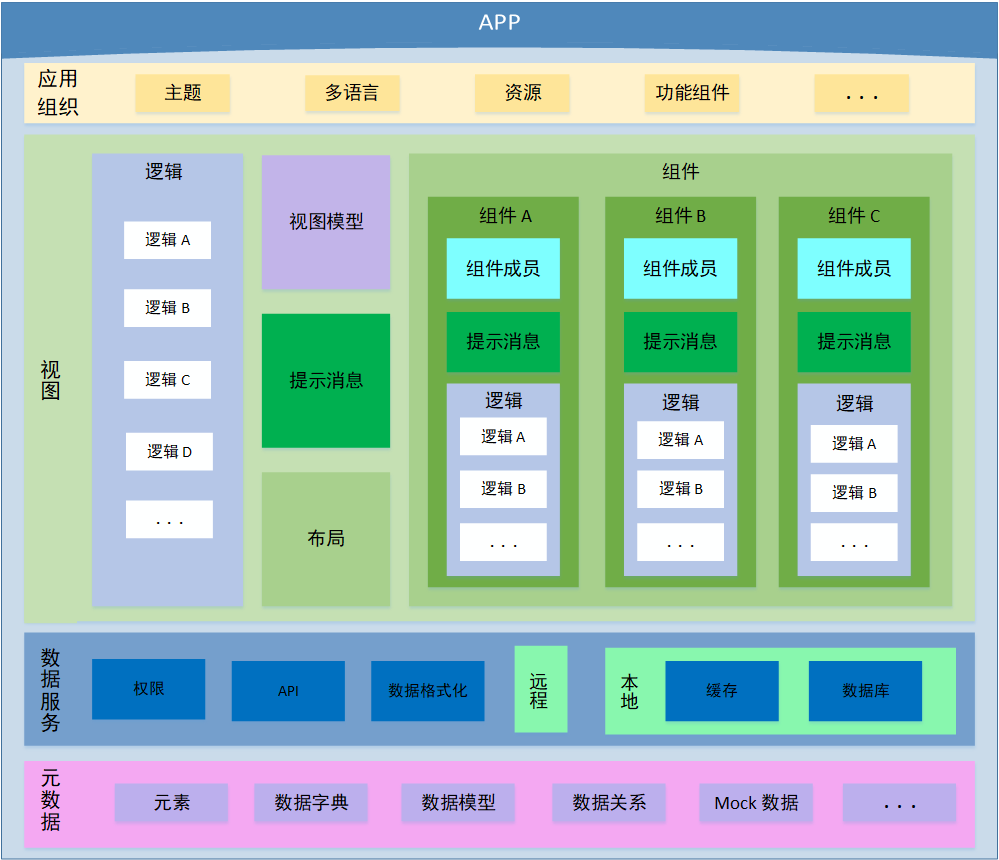 APP
应用
组织
主题
多语言
资源
功能组件
...
视图
逻辑
逻辑 A
逻辑 B
逻辑 C
逻辑 D
...
视图模型
提示消息
布局
组件
组件 A
组件成员
提示消息
逻辑
逻辑 A
逻辑 B
...
组件 B
组件成员
提示消息
逻辑
逻辑 A
逻辑 B
...
组件 C
组件成员
提示消息
逻辑
逻辑 A
逻辑 B
...
数据服务
权限
API
数据格式化
远程
本地
缓存
数据库
元数据
元素
数据字典
数据模型
数据关系
Mock 数据
...